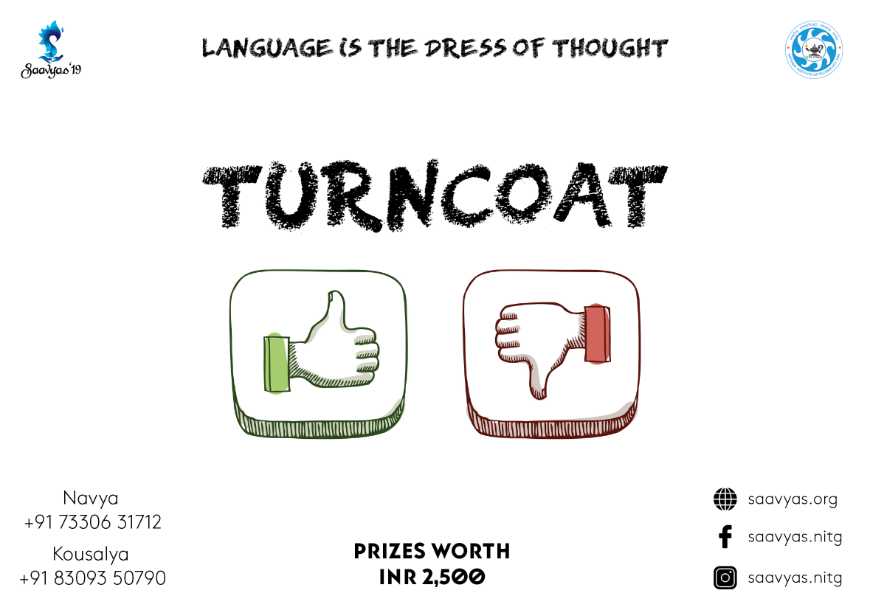 Saavyas'19
LANGUAGE iS THE DRESS OF THOUGHT
TURNCOAT
Navya
+91 73306 31712
Kousalya
+91 83093 50790
PRIZES WORTH
INR 2,500
saavyas.org
saavyas.nitg
saavyas.nitg